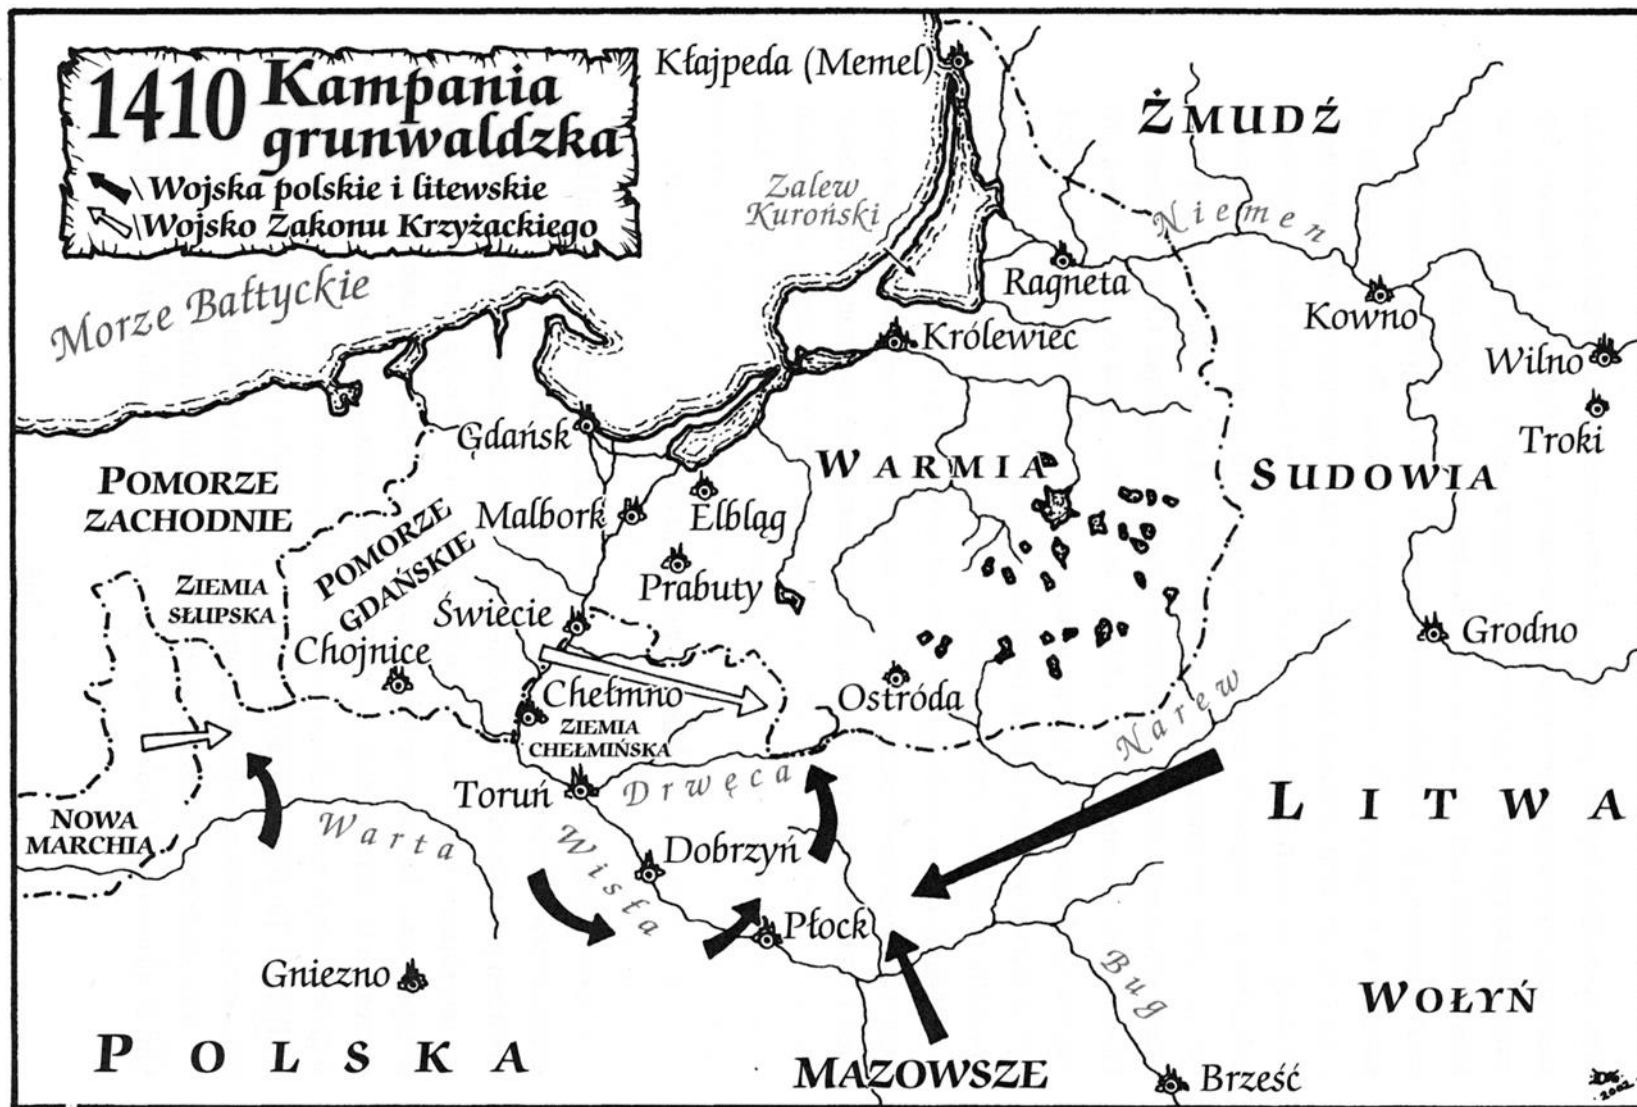 1410 Kampania
grunwaldzka
Wojska polskie i litewskie
Wojsko Zakonu Krzyżackiego
Kłajpeda (Memel)
ŻMUDŹ
Zalew
Kuroński
Niemen
Morze Bałtyckie
Ragneta
Kowno
Królewiec
Wilno
Troki
Gdańsk
WARMIA
SUDOWIA
POMORZE
ZACHODNIE
Malbork
Elbląg
POMORZE
GDAŃSKIE
ZIEMIA
SŁUPSKA
Prabuty
Świecie
Grodno
Chojnice
Chełmno
Ostróda
ZIEMIA
CHEŁMIŃSKA
Narew
Toruń
Drwęca
LITWA
NOWA
MARCHIA
Warta
Wisła
Dobrzyń
Płock
Gniezno
Bug
WOŁYŃ
POLSKA
MAZOWSZE
Brześć
2002